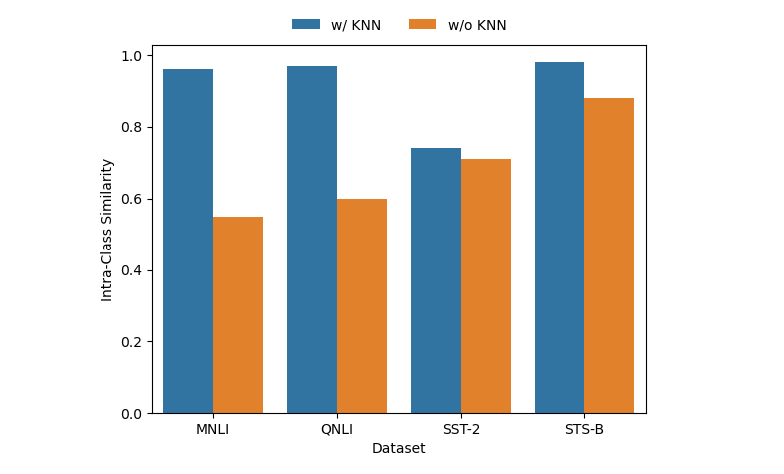 w/ KNN w/o KNN
1.0
0.8
0.6
0.4
0.2
0.0
Intra-Class Similarity
MNLI QNLI SST-2 STS-B
Dataset